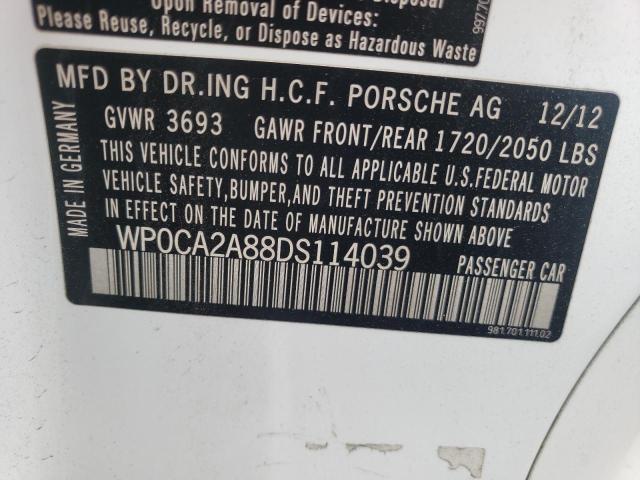 Upon Removal of Devices:
Please Reuse, Recycle, or Dispose as Hazardous Waste
997.70
MFD BY DR.ING H.C.F. PORSCHE AG 12/12
GVWR 3693 GAWR FRONT/REAR 1720/2050 LBS
THIS VEHICLE CONFORMS TO ALL APPLICABLE U.S.FEDERAL MOTOR
VEHICLE SAFETY,BUMPER,AND THEFT PREVENTION STANDARDS
IN EFFECT ON THE DATE OF MANUFACTURE SHOWN ABOVE
WP0CA2A88DS114039 PASSENGER CAR
MADE IN GERMANY
981.701.111.02